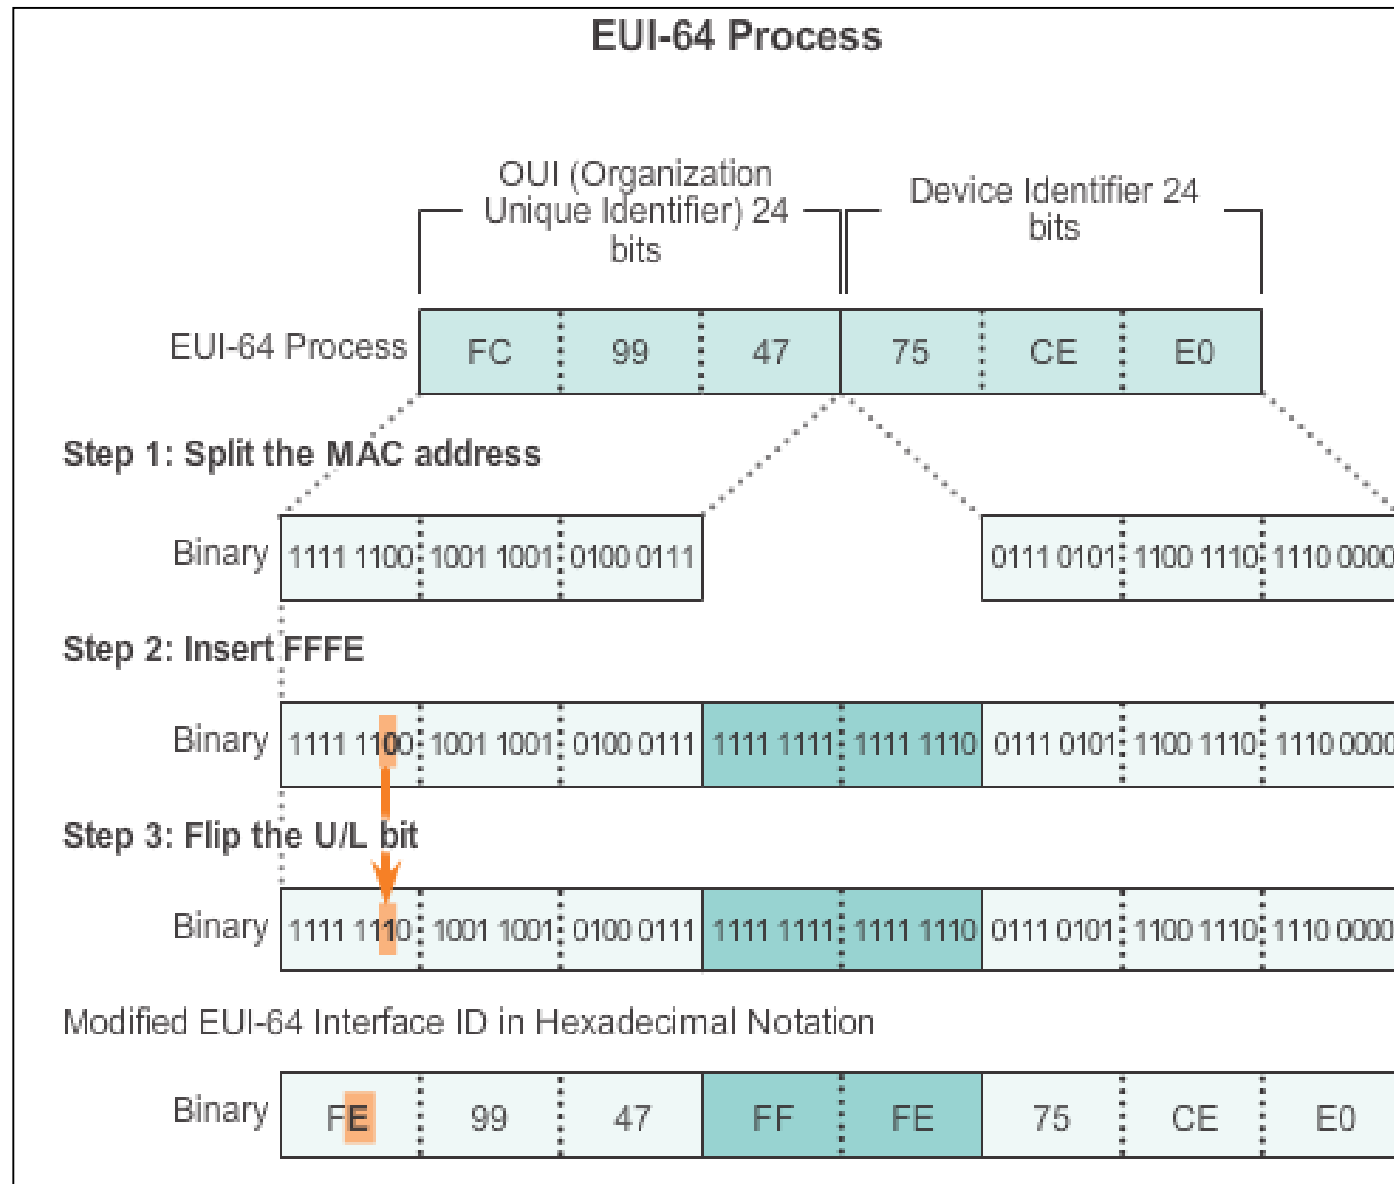 EUI-64 Process
OUI (Organization
Unique Identifier) 24
bits
Device Identifier 24
bits
EUI-64 Process FC 99 47 75 CE E0
Step 1: Split the MAC address
Binary 1111 1100 1001 1001 0100 0111 0111 0101 1100 1110 1110 0000
Step 2: Insert FFFE
Binary 1111 1100 1001 1001 0100 0111 1111 1111 1111 1110 0111 0101 1100 1110 1110 0000
Step 3: Flip the U/L bit
Binary 1111 1110 1001 1001 0100 0111 1111 1111 1111 1110 0111 0101 1100 1110 1110 0000
Modified EUI-64 Interface ID in Hexadecimal Notation
Binary FE 99 47 FF FE 75 CE E0